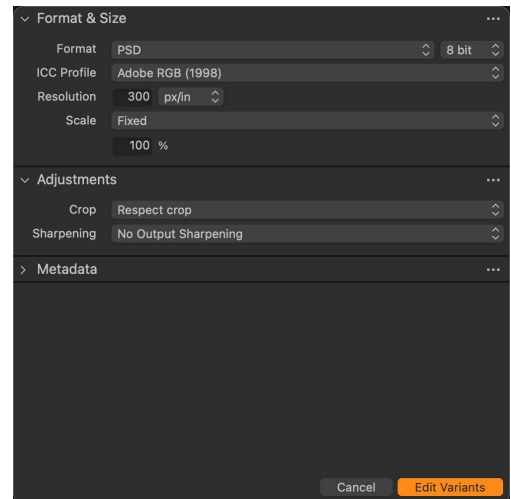 Format & Size
Format PSD 8 bit
ICC Profile Adobe RGB (1998)
Resolution 300 px/in
Scale Fixed
100 %
Adjustments
Crop Respect crop
Sharpening No Output Sharpening
Metadata
Cancel Edit Variants